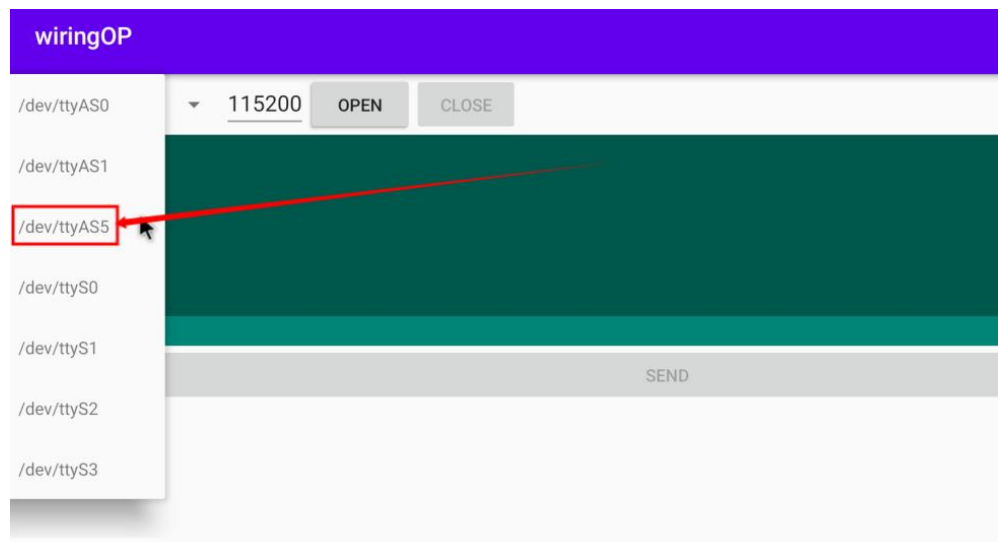 wiringOP
/dev/ttyAS0
115200 OPEN CLOSE
/dev/ttyAS1
/dev/ttyAS5
/dev/ttyS0
/dev/ttyS1
SEND
/dev/ttyS2
/dev/ttyS3